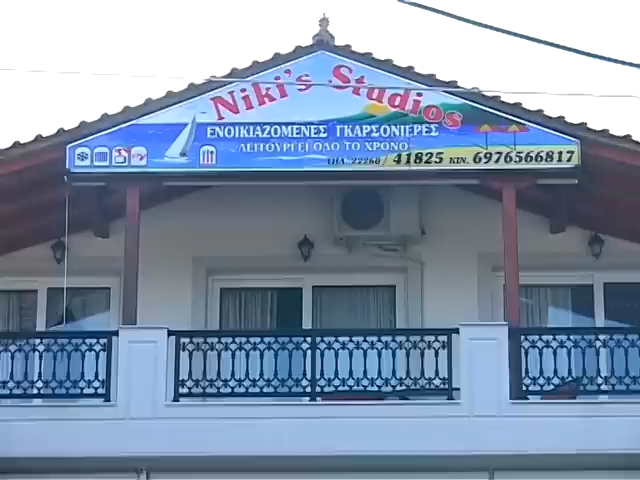 Niki's Studios
ΕΝΟΙΚΙΑΖΟΜΕΝΕΣ ΓΚΑΡΣΟΝΙΕΡΕΣ
ΛΕΙΤΟΥΡΓΕΙ ΟΛΟ ΤΟ ΧΡΟΝΟ
ΤΗΛ. 22260 / 41825 ΚΙΝ. 6976566817